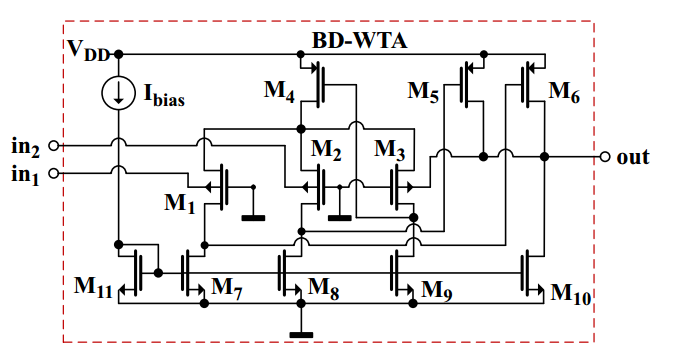 BD-WTA
VDD
Ibias
M4
M5
M6
in2
in1
out
M2
M3
M1
M11
M7
M8
M9
M10